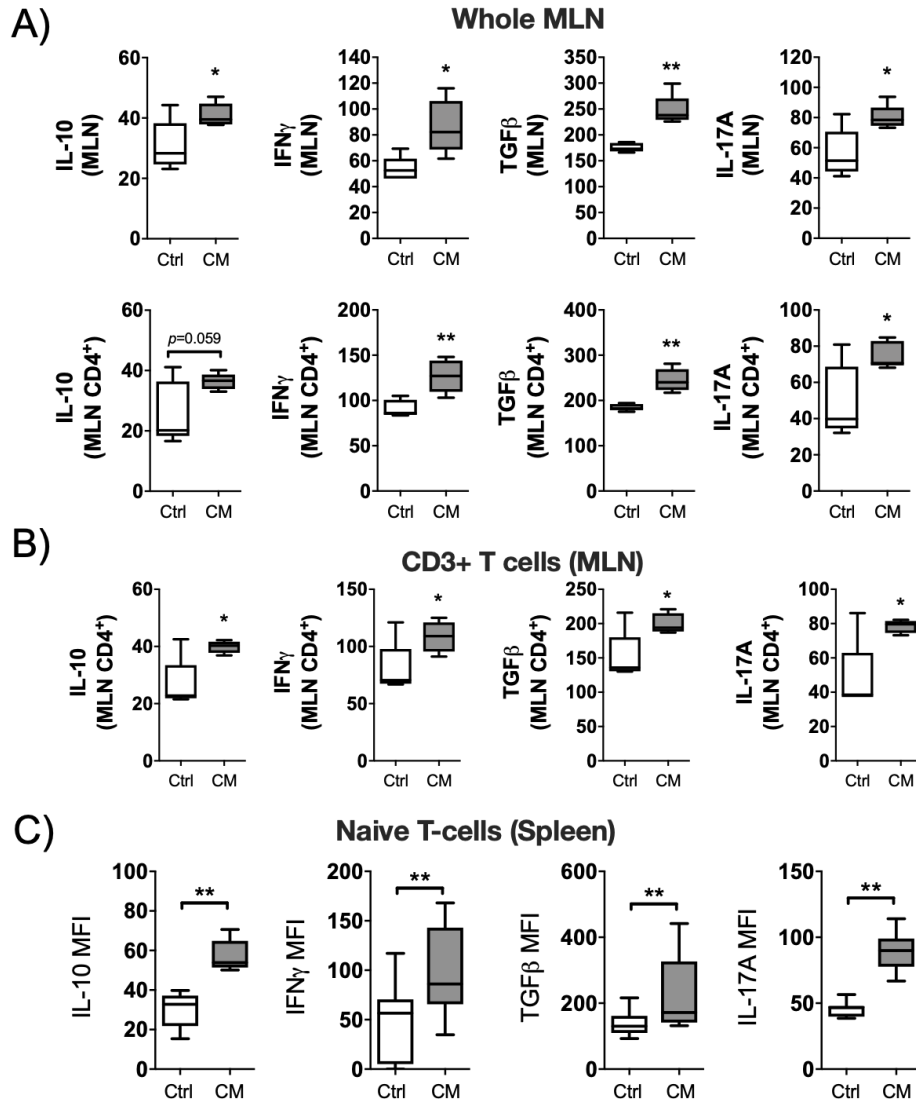 A)
Whole MLN
IL-10
(MLN)
60
40
20
0
*
Ctrl CM
IFNγ
(MLN)
140
120
100
80
60
40
20
0
*
Ctrl CM
TGFβ
(MLN)
350
300
250
200
150
100
50
0
**
Ctrl CM
IL-17A
(MLN)
120
100
80
60
40
20
0
*
Ctrl CM
IL-10
(MLN CD4+)
60
40
20
0
p=0.059
Ctrl CM
IFNγ
(MLN CD4+)
200
150
100
50
0
**
Ctrl CM
TGFβ
(MLN CD4+)
400
300
200
100
0
**
Ctrl CM
IL-17A
(MLN CD4+)
100
80
60
40
20
0
*
Ctrl CM
B)
CD3+ T cells (MLN)
IL-10
(MLN CD4+)
60
40
20
0
*
Ctrl CM
IFNγ
(MLN CD4+)
150
100
50
0
*
Ctrl CM
TGFβ
(MLN CD4+)
250
200
150
100
50
0
*
Ctrl CM
IL-17A
(MLN CD4+)
100
80
60
40
20
0
*
Ctrl CM
C)
Naive T-cells (Spleen)
IL-10 MFI
100
80
60
40
20
0
**
Ctrl CM
IFNγ MFI
200
150
100
50
0
**
Ctrl CM
TGFβ MFI
600
400
200
0
**
Ctrl CM
IL-17A MFI
150
100
50
0
**
Ctrl CM